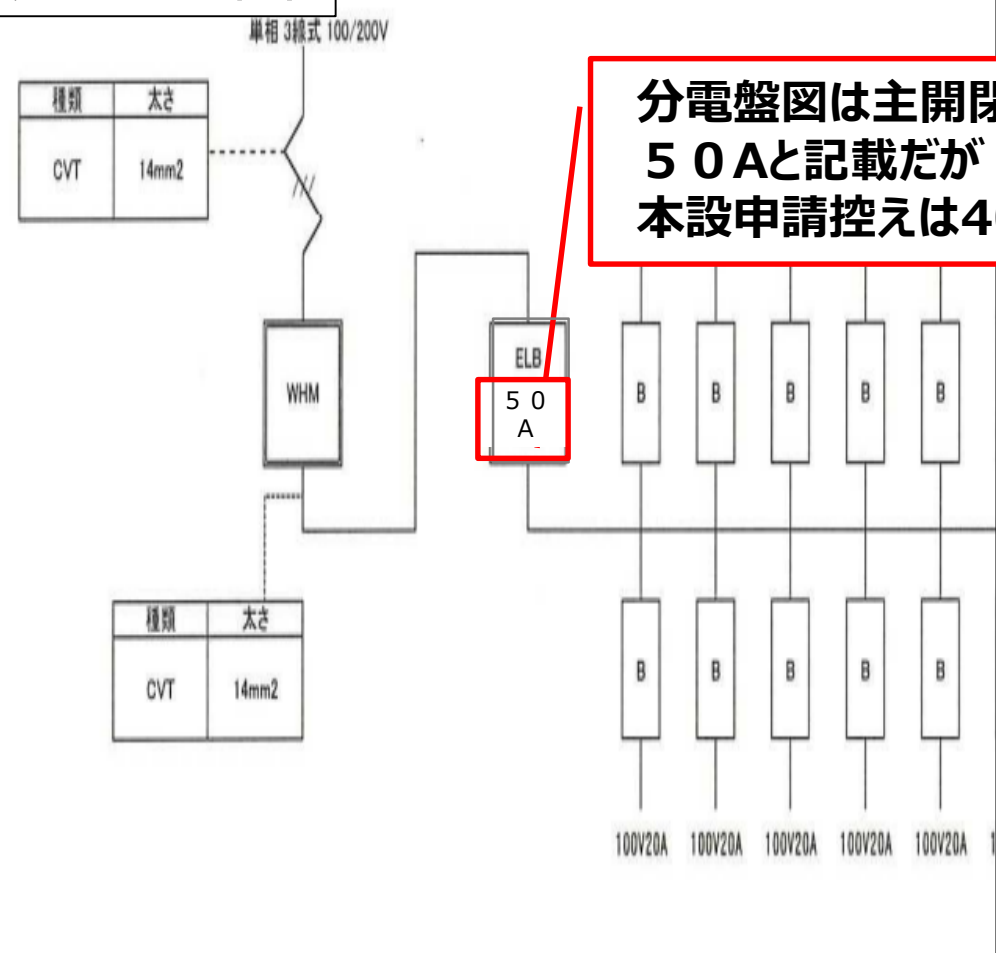 単相 3線式 100/200V
種類 太さ
CVT 14mm2
分電盤図は主開閉
５０Aと記載だが
本設申請控えは4
WHM
ELB
５０
A
B B B B B
種類 太さ
CVT 14mm2
B B B B B
100V20A 100V20A 100V20A 100V20A 100V20A